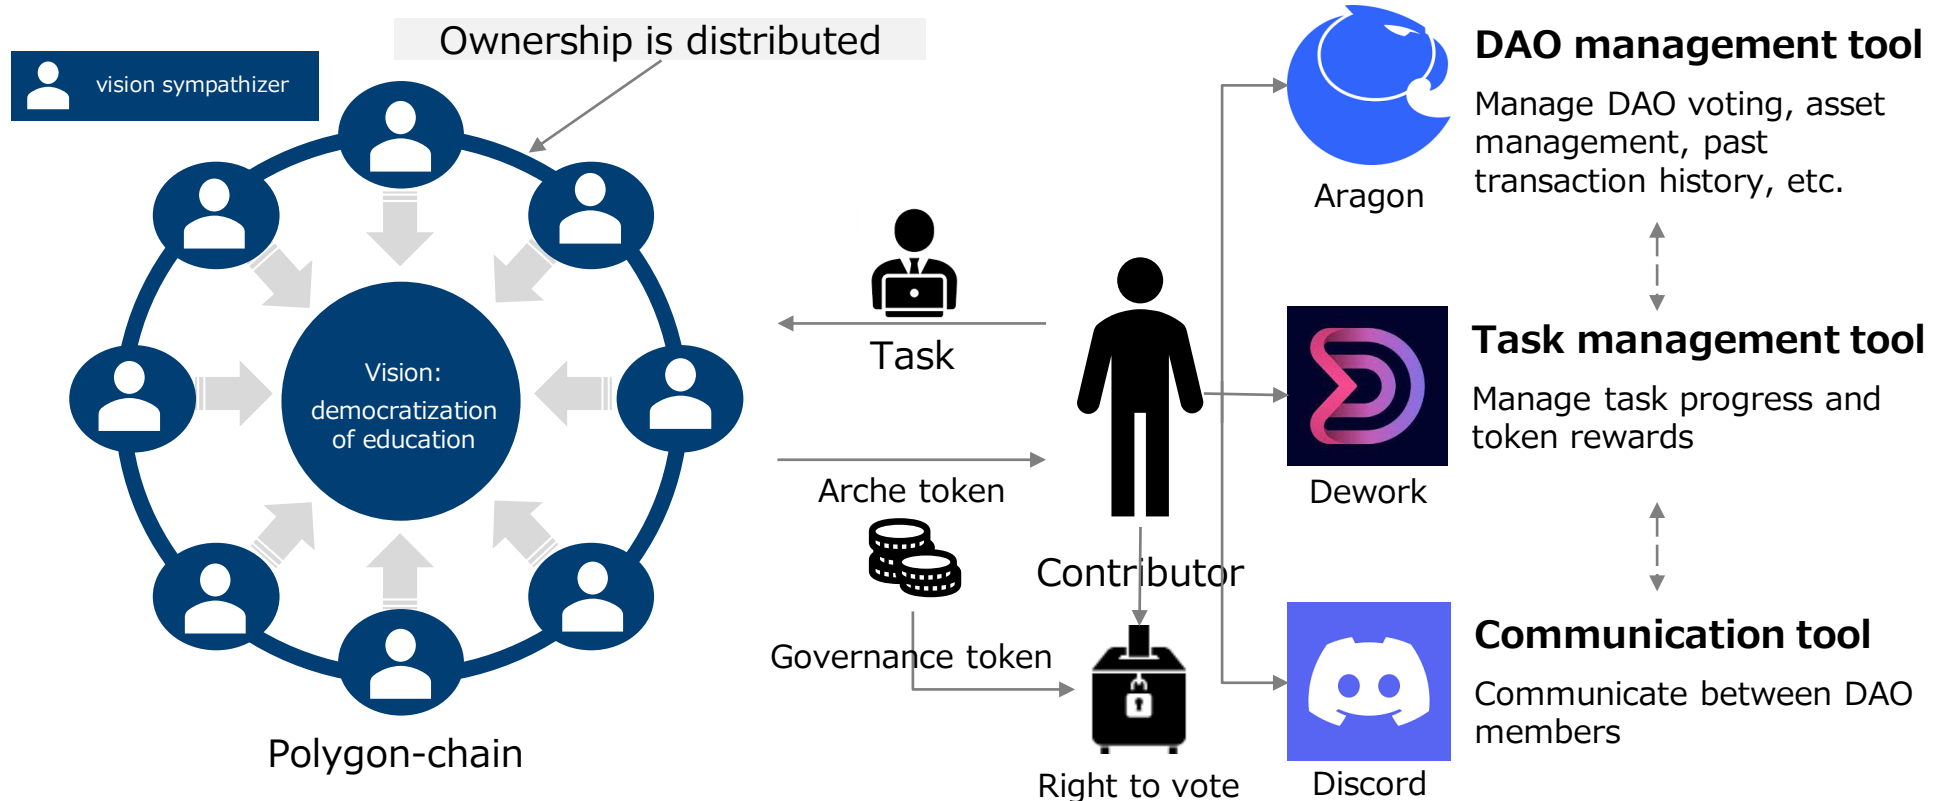 Ownership is distributed
vision sympathizer
Vision:
democratization
of education
Polygon-chain
Task
Arche token
Governance token
Contributor
Right to vote
Aragon
DAO management tool
Manage DAO voting, asset
management, past
transaction history, etc.
Dework
Task management tool
Manage task progress and
token rewards
Discord
Communication tool
Communicate between DAO
members